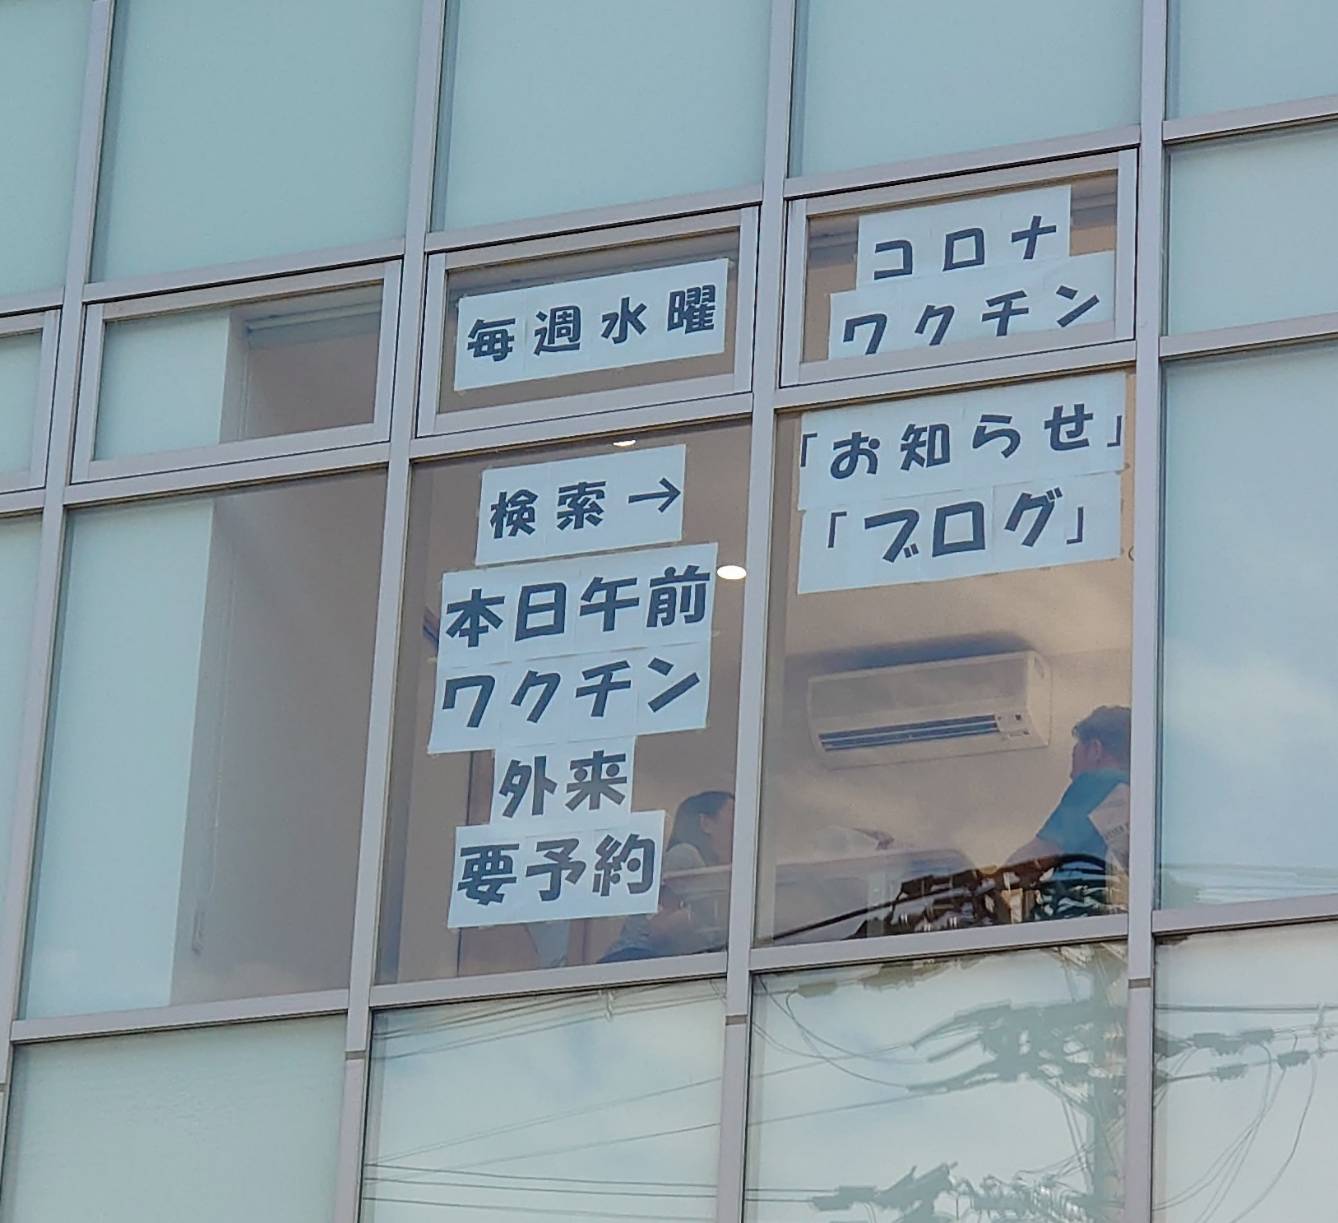 毎週水曜
コロナ
ワクチン
検索→
「お知らせ」
「ブログ」
本日午前
ワクチン
外来
要予約